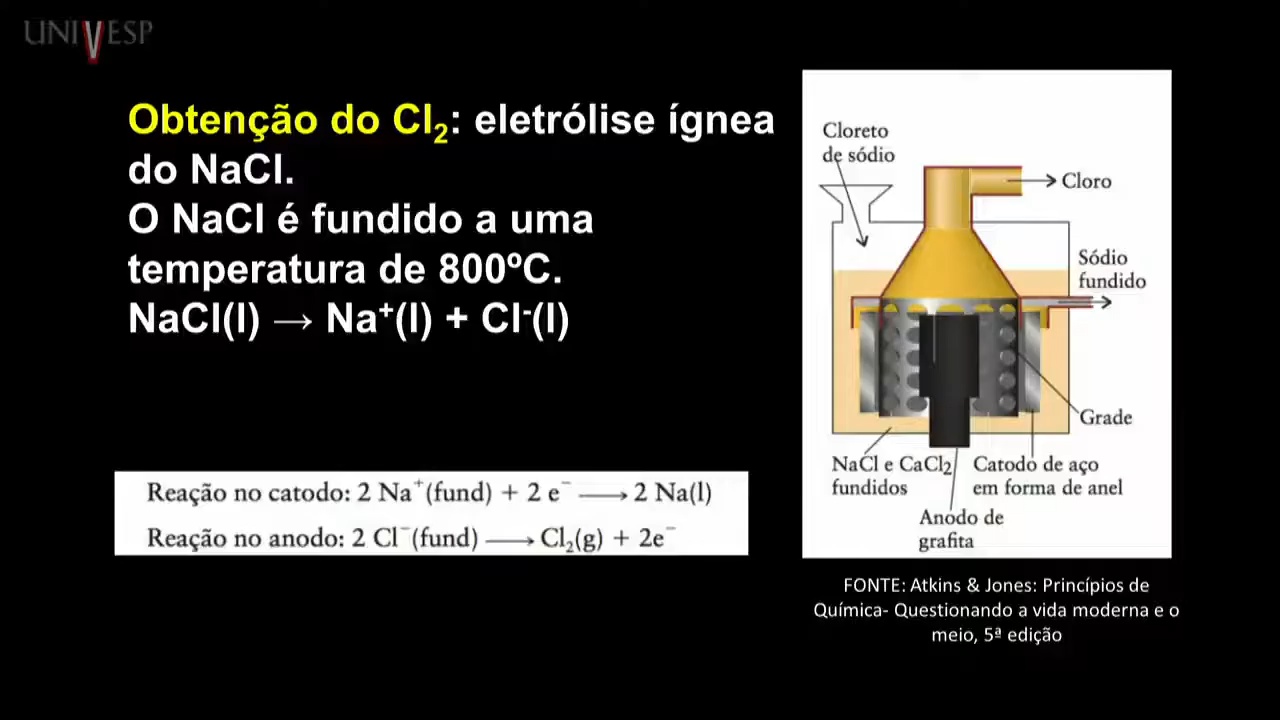 UNIVESP
Obtenção do Cl₂: eletrólise ígnea
do NaCl.
O NaCl é fundido a uma
temperatura de 800ºC.
NaCl(l) → Na⁺(l) + Cl⁻(l)
Reação no catodo: 2 Na⁺(fund) + 2 e⁻ ⟶ 2 Na(l)
Reação no anodo: 2 Cl⁻(fund) ⟶ Cl₂(g) + 2e⁻
Cloreto
de sódio
Cloro
Sódio
fundido
Grade
NaCl e CaCl₂
fundidos
Catodo de aço
em forma de anel
Anodo de
grafita
FONTE: Atkins & Jones: Princípios de
Química- Questionando a vida moderna e o
meio, 5ª edição